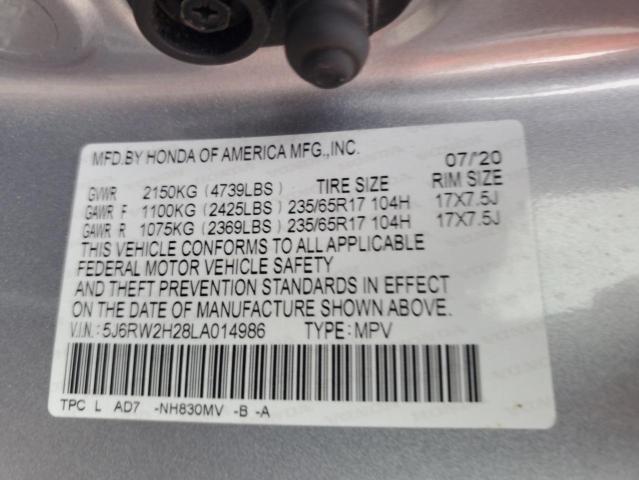 MFD.BY HONDA OF AMERICA MFG.,INC. 07/'20
GVWR 2150KG (4739LBS) TIRE SIZE RIM SIZE
GAWR F 1100KG (2425LBS) 235/65R17 104H 17X7.5J
GAWR R 1075KG (2369LBS) 235/65R17 104H 17X7.5J
THIS VEHICLE CONFORMS TO ALL APPLICABLE
FEDERAL MOTOR VEHICLE SAFETY
AND THEFT PREVENTION STANDARDS IN EFFECT
ON THE DATE OF MANUFACTURE SHOWN ABOVE.
V.I.N.: 5J6RW2H28LA014986 TYPE: MPV
TPC L AD7 -NH830MV -B -A